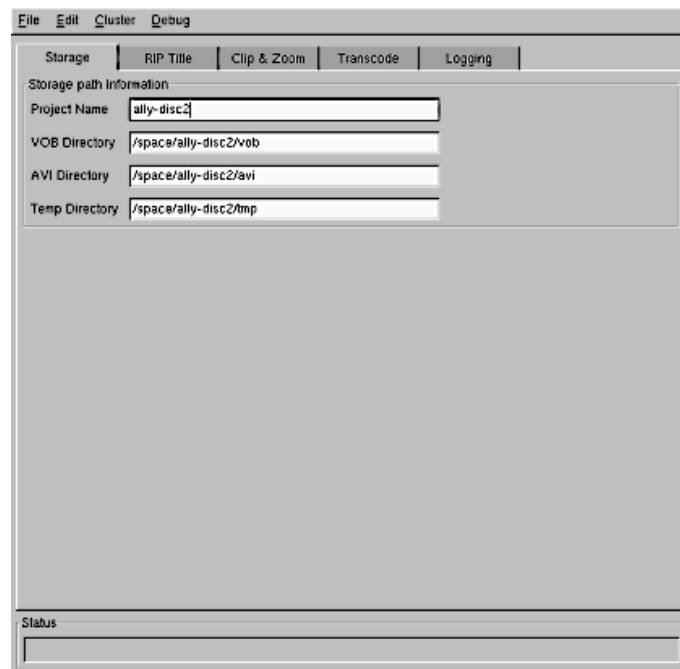 File Edit Cluster Debug
Storage RIP Title Clip & Zoom Transcode Logging
Storage path information
Project Name ally-disc2
VOB Directory /space/ally-disc2/vob
AVI Directory /space/ally-disc2/avi
Temp Directory /space/ally-disc2/tmp
Status